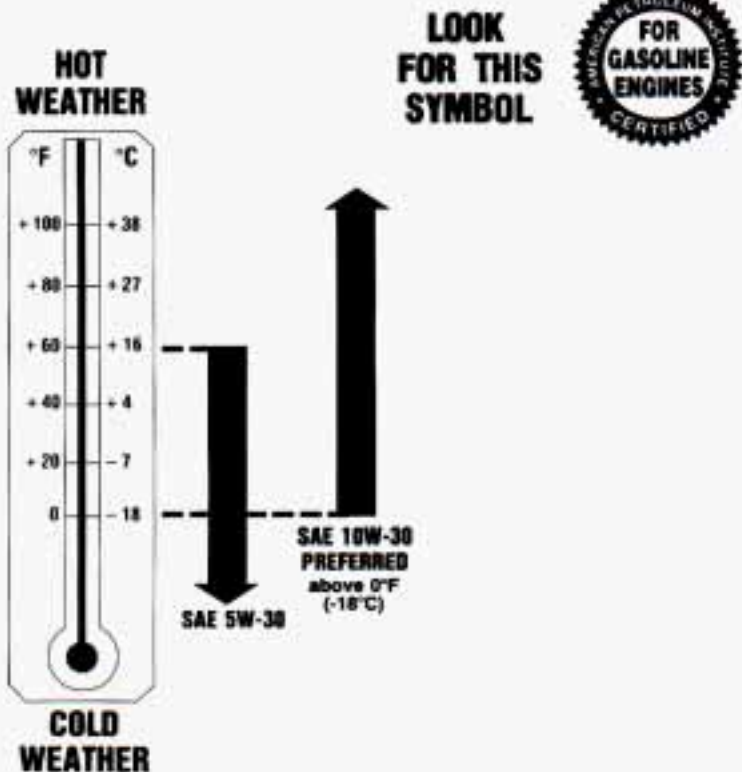 LOOK
FOR THIS
SYMBOL
AMERICAN PETROLEUM INSTITUTE
FOR
GASOLINE
ENGINES
CERTIFIED
HOT
WEATHER
°F °C
+ 100 + 38
+ 80 + 27
+ 60 + 16
+ 40 + 4
+ 20 - 7
0 - 18
SAE 10W-30
PREFERRED
above 0°F
(-18°C)
SAE 5W-30
COLD
WEATHER